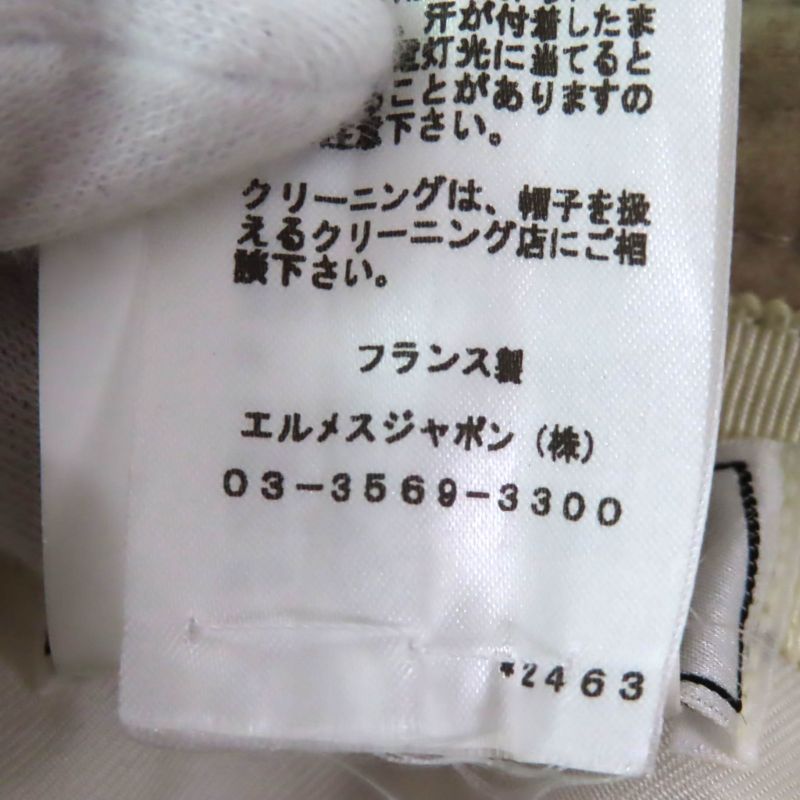 汗が付着したま
灯光に当てると
ことがありますの
注意下さい。
クリーニングは、帽子を扱
えるクリーニング店にご相
談下さい。
フランス製
エルメスジャポン(株)
03-3569-3300
*2463